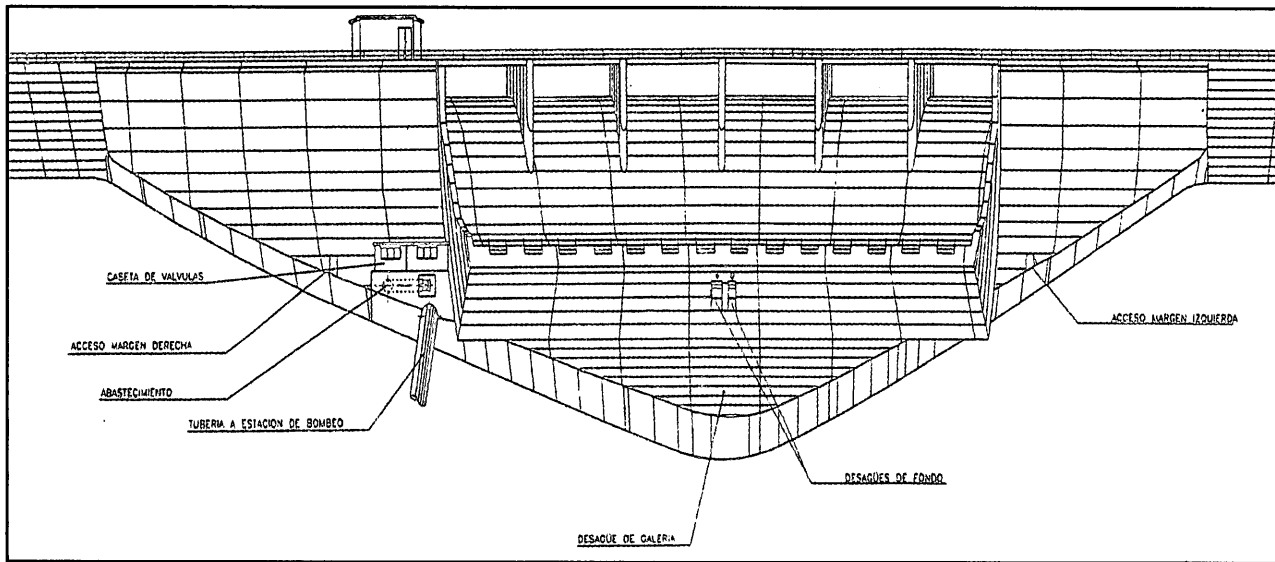 CASETA DE VALVULAS
ACCESO MARGEN IZQUIERDA
ACCESO MARGEN DERECHA
ABASTECIMIENTO
TUBERIA A ESTACION DE BOMBEO
DESAGÜES DE FONDO
DESAGÜE DE GALERIA